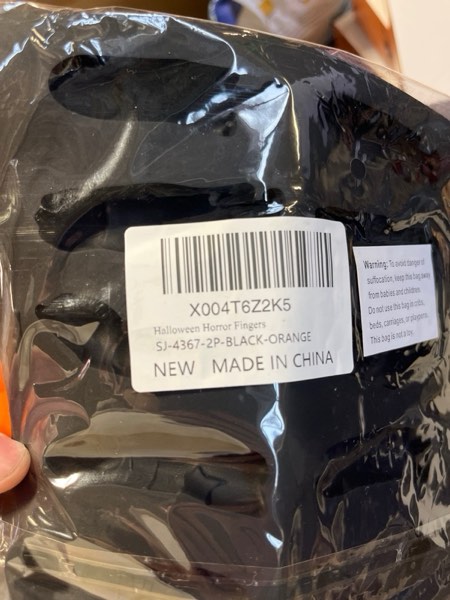 X004T6Z2K5
Halloween Horror Fingers
SJ-4367-2P-BLACK-ORANGE
NEW MADE IN CHINA
Warning: To avoid danger of
suffocation, keep this bag away
from babies and children.
Do not use this bag in cribs,
beds, carriages, or playpens.
This bag is not a toy.